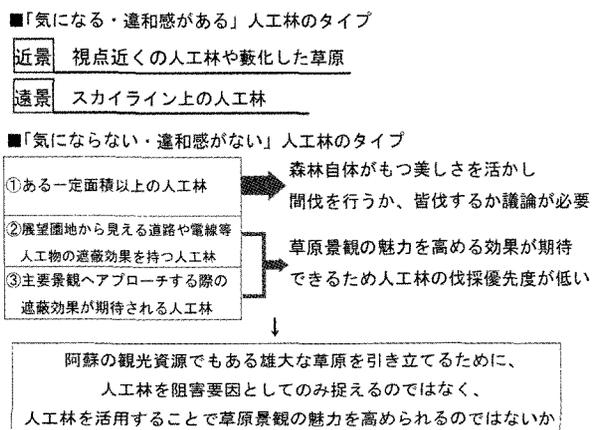 ■「気になる・違和感がある」人工林のタイプ
近景 視点近くの人工林や藪化した草原
遠景 スカイライン上の人工林
■「気にならない・違和感がない」人工林のタイプ
①ある一定面積以上の人工林
森林自体がもつ美しさを活かし
間伐を行うか、皆伐するか議論が必要
②展望園地から見える道路や電線等
人工物の遮蔽効果を持つ人工林
③主要景観へアプローチする際の
遮蔽効果が期待される人工林
草原景観の魅力を高める効果が期待
できるため人工林の伐採優先度が低い
↓
阿蘇の観光資源でもある雄大な草原を引き立てるために、
人工林を阻害要因としてのみ捉えるのではなく、
人工林を活用することで草原景観の魅力を高められるのではないか